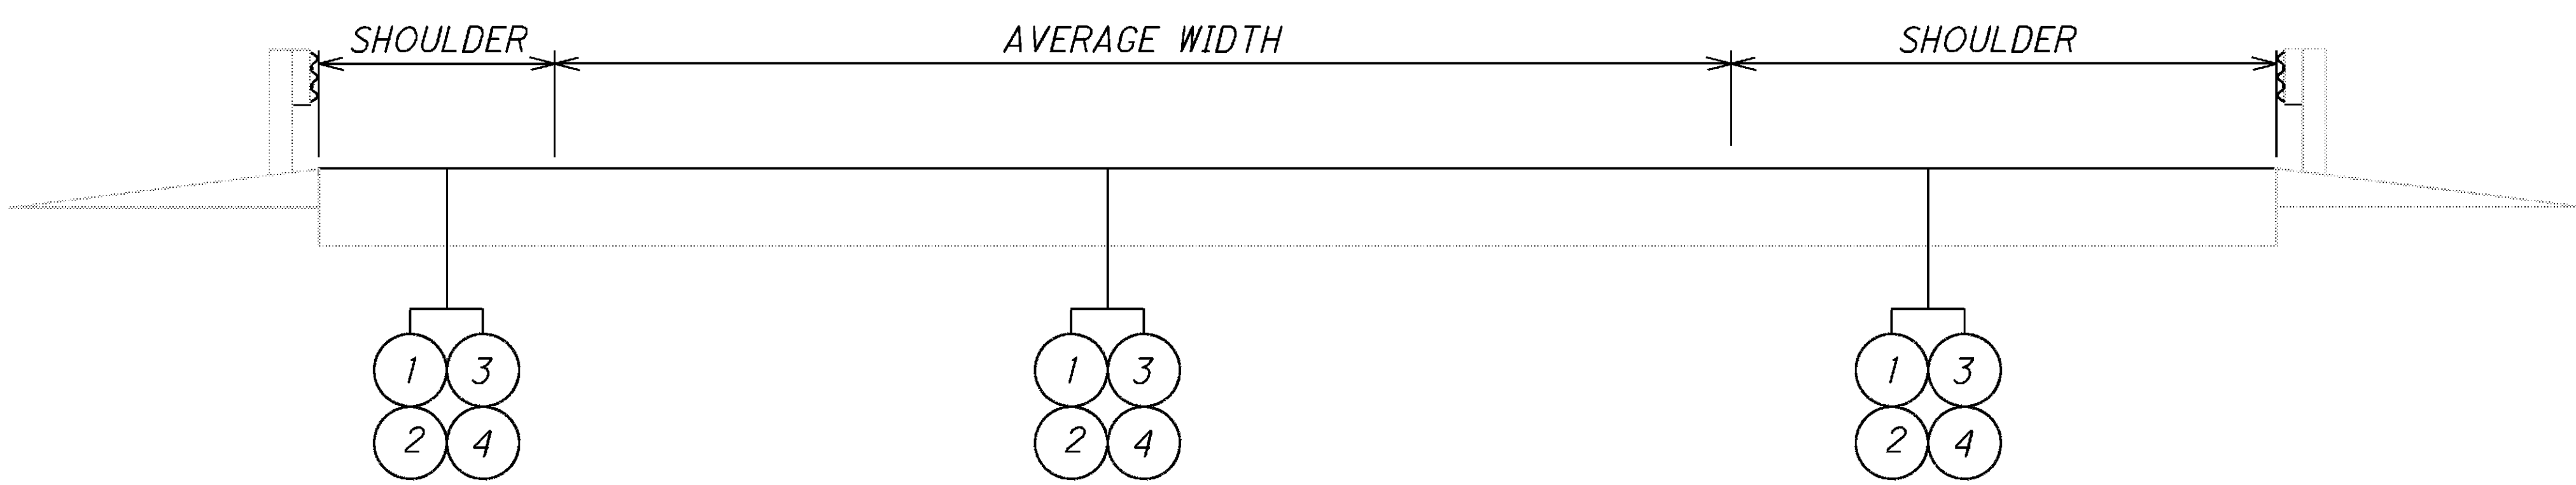 SHOULDER AVERAGE WIDTH SHOULDER
1 3 1 3 1 3
2 4 2 4 2 4